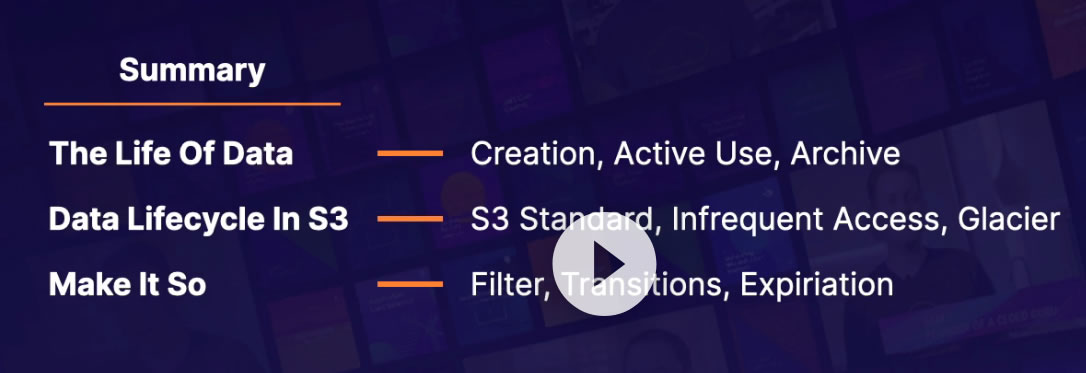 Summary
The Life Of Data — Creation, Active Use, Archive
Data Lifecycle In S3 — S3 Standard, Infrequent Access, Glacier
Make It So — Filter, Transitions, Expiriation